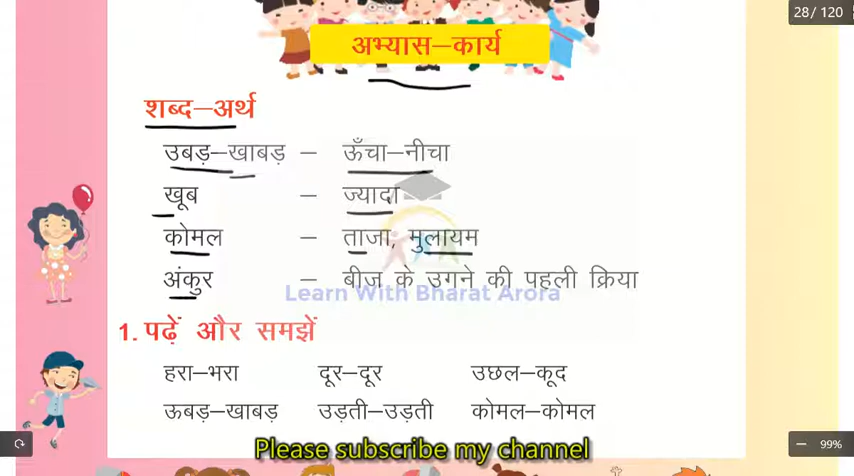 28 / 120
अभ्यास–कार्य
शब्द–अर्थ
उबड़–खाबड़ – ऊँचा–नीचा
खूब – ज्यादा
कोमल – ताजा, मुलायम
अंकुर – बीज के उगने की पहली क्रिया
Learn With Bharat Arora
1. पढ़ें और समझें
हरा–भरा दूर–दूर उछल–कूद
ऊबड़–खाबड़ उड़ती–उड़ती कोमल–कोमल
Please subscribe my channel
99%